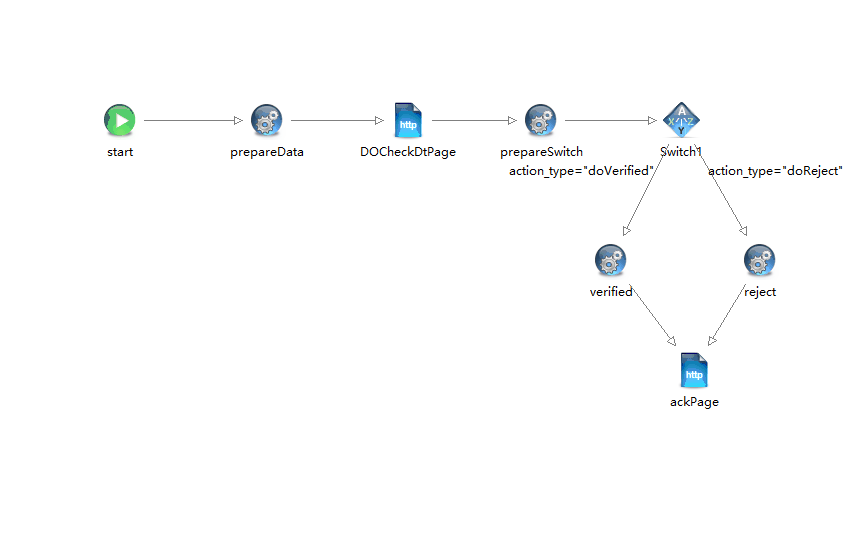 http
start
prepareData
DOCheckDtPage
prepareSwitch
A
X
Z
Y
Switch1
action_type="doVerified"
action_type="doReject"
verified
reject
http
ackPage